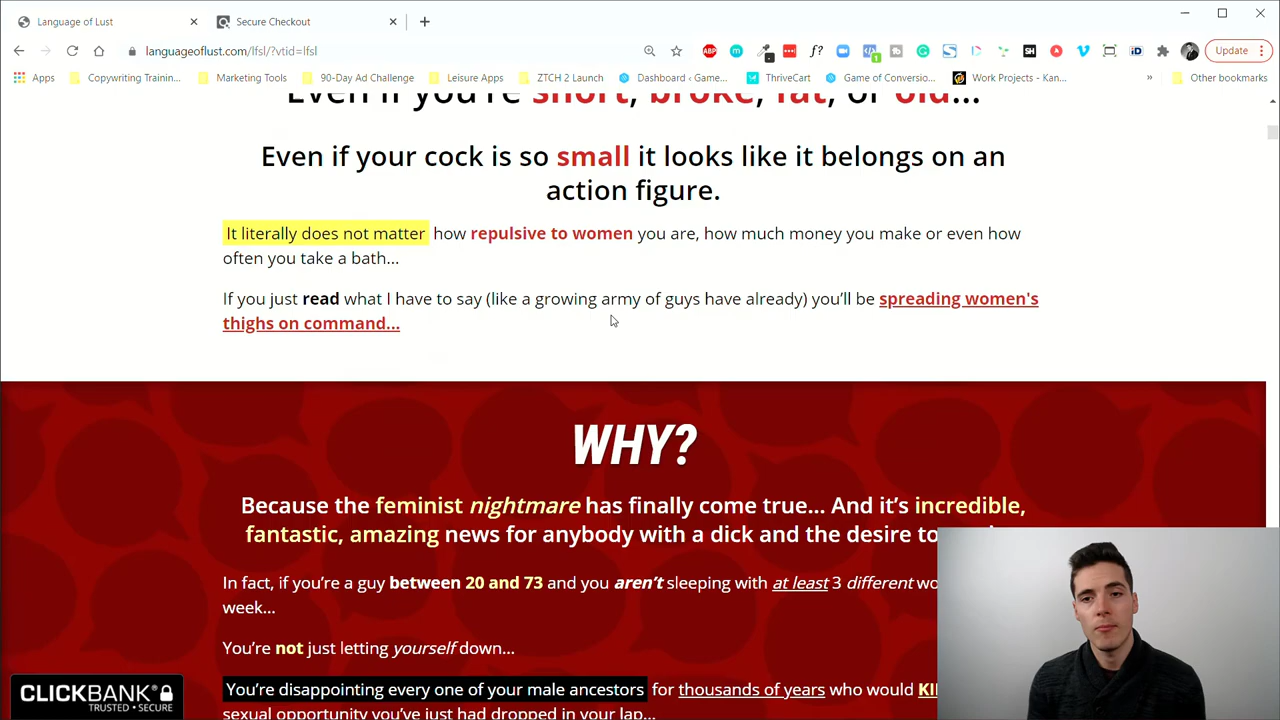 Language of Lust
Secure Checkout
languageoflust.com/lfsl/?vtid=lfsl
ABP
f?
1
SH
iD
Update
Apps
Copywriting Trainin...
Marketing Tools
90-Day Ad Challenge
Leisure Apps
ZTCH 2 Launch
Dashboard ‹ Game...
ThriveCart
Game of Conversio...
Work Projects - Kan...
»
Other bookmarks
Even if you're short, broke, fat, or old...
Even if your cock is so small it looks like it belongs on an
action figure.
It literally does not matter how repulsive to women you are, how much money you make or even how
often you take a bath...
If you just read what I have to say (like a growing army of guys have already) you'll be spreading women's
thighs on command...
WHY?
Because the feminist nightmare has finally come true... And it's incredible,
fantastic, amazing news for anybody with a dick and the desire to
In fact, if you're a guy between 20 and 73 and you aren't sleeping with at least 3 different
week...
You're not just letting yourself down...
You're disappointing every one of your male ancestors for thousands of years who would
sexual opportunity you've just had dropped in your lap...
CLICKBANK
TRUSTED • SECURE